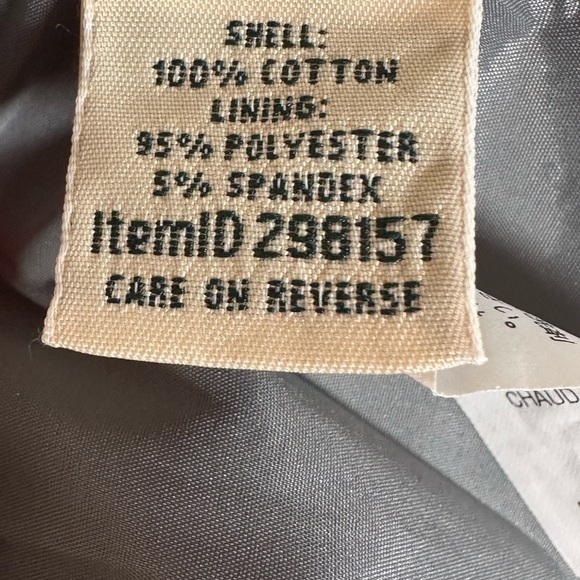 SHELL:
100% COTTON
LINING:
95% POLYESTER
5% SPANDEX
ItemID 298157
CARE ON REVERSE
CHAUD